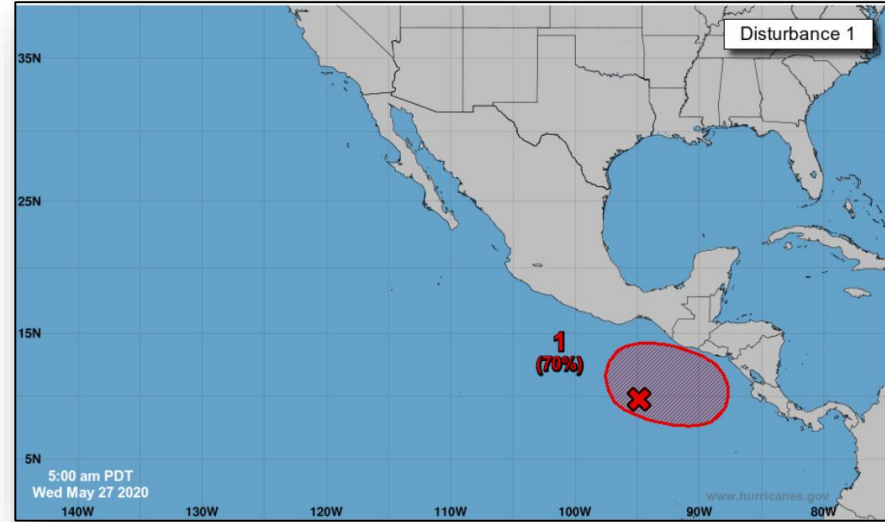 Disturbance 1
35N
25N
15N
1
(70%)
5N
5:00 am PDT
Wed May 27 2020
www.hurricanes.gov
140W 130W 120W 110W 100W 90W 80W